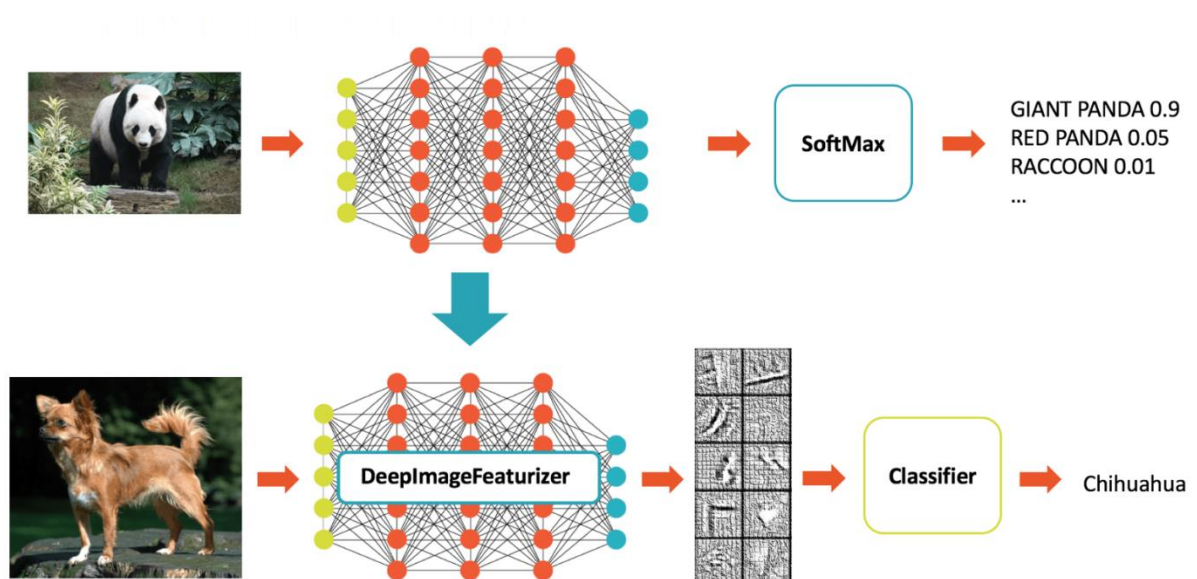 SoftMax
GIANT PANDA 0.9
RED PANDA 0.05
RACCOON 0.01
...
DeepImageFeaturizer
Classifier
Chihuahua